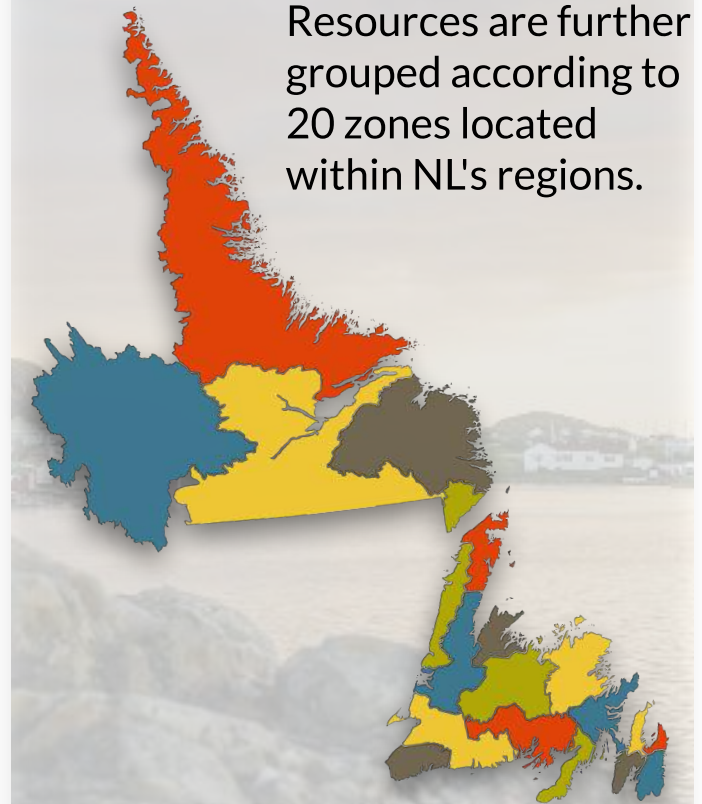 Resources are further
grouped according to
20 zones located
within NL's regions.